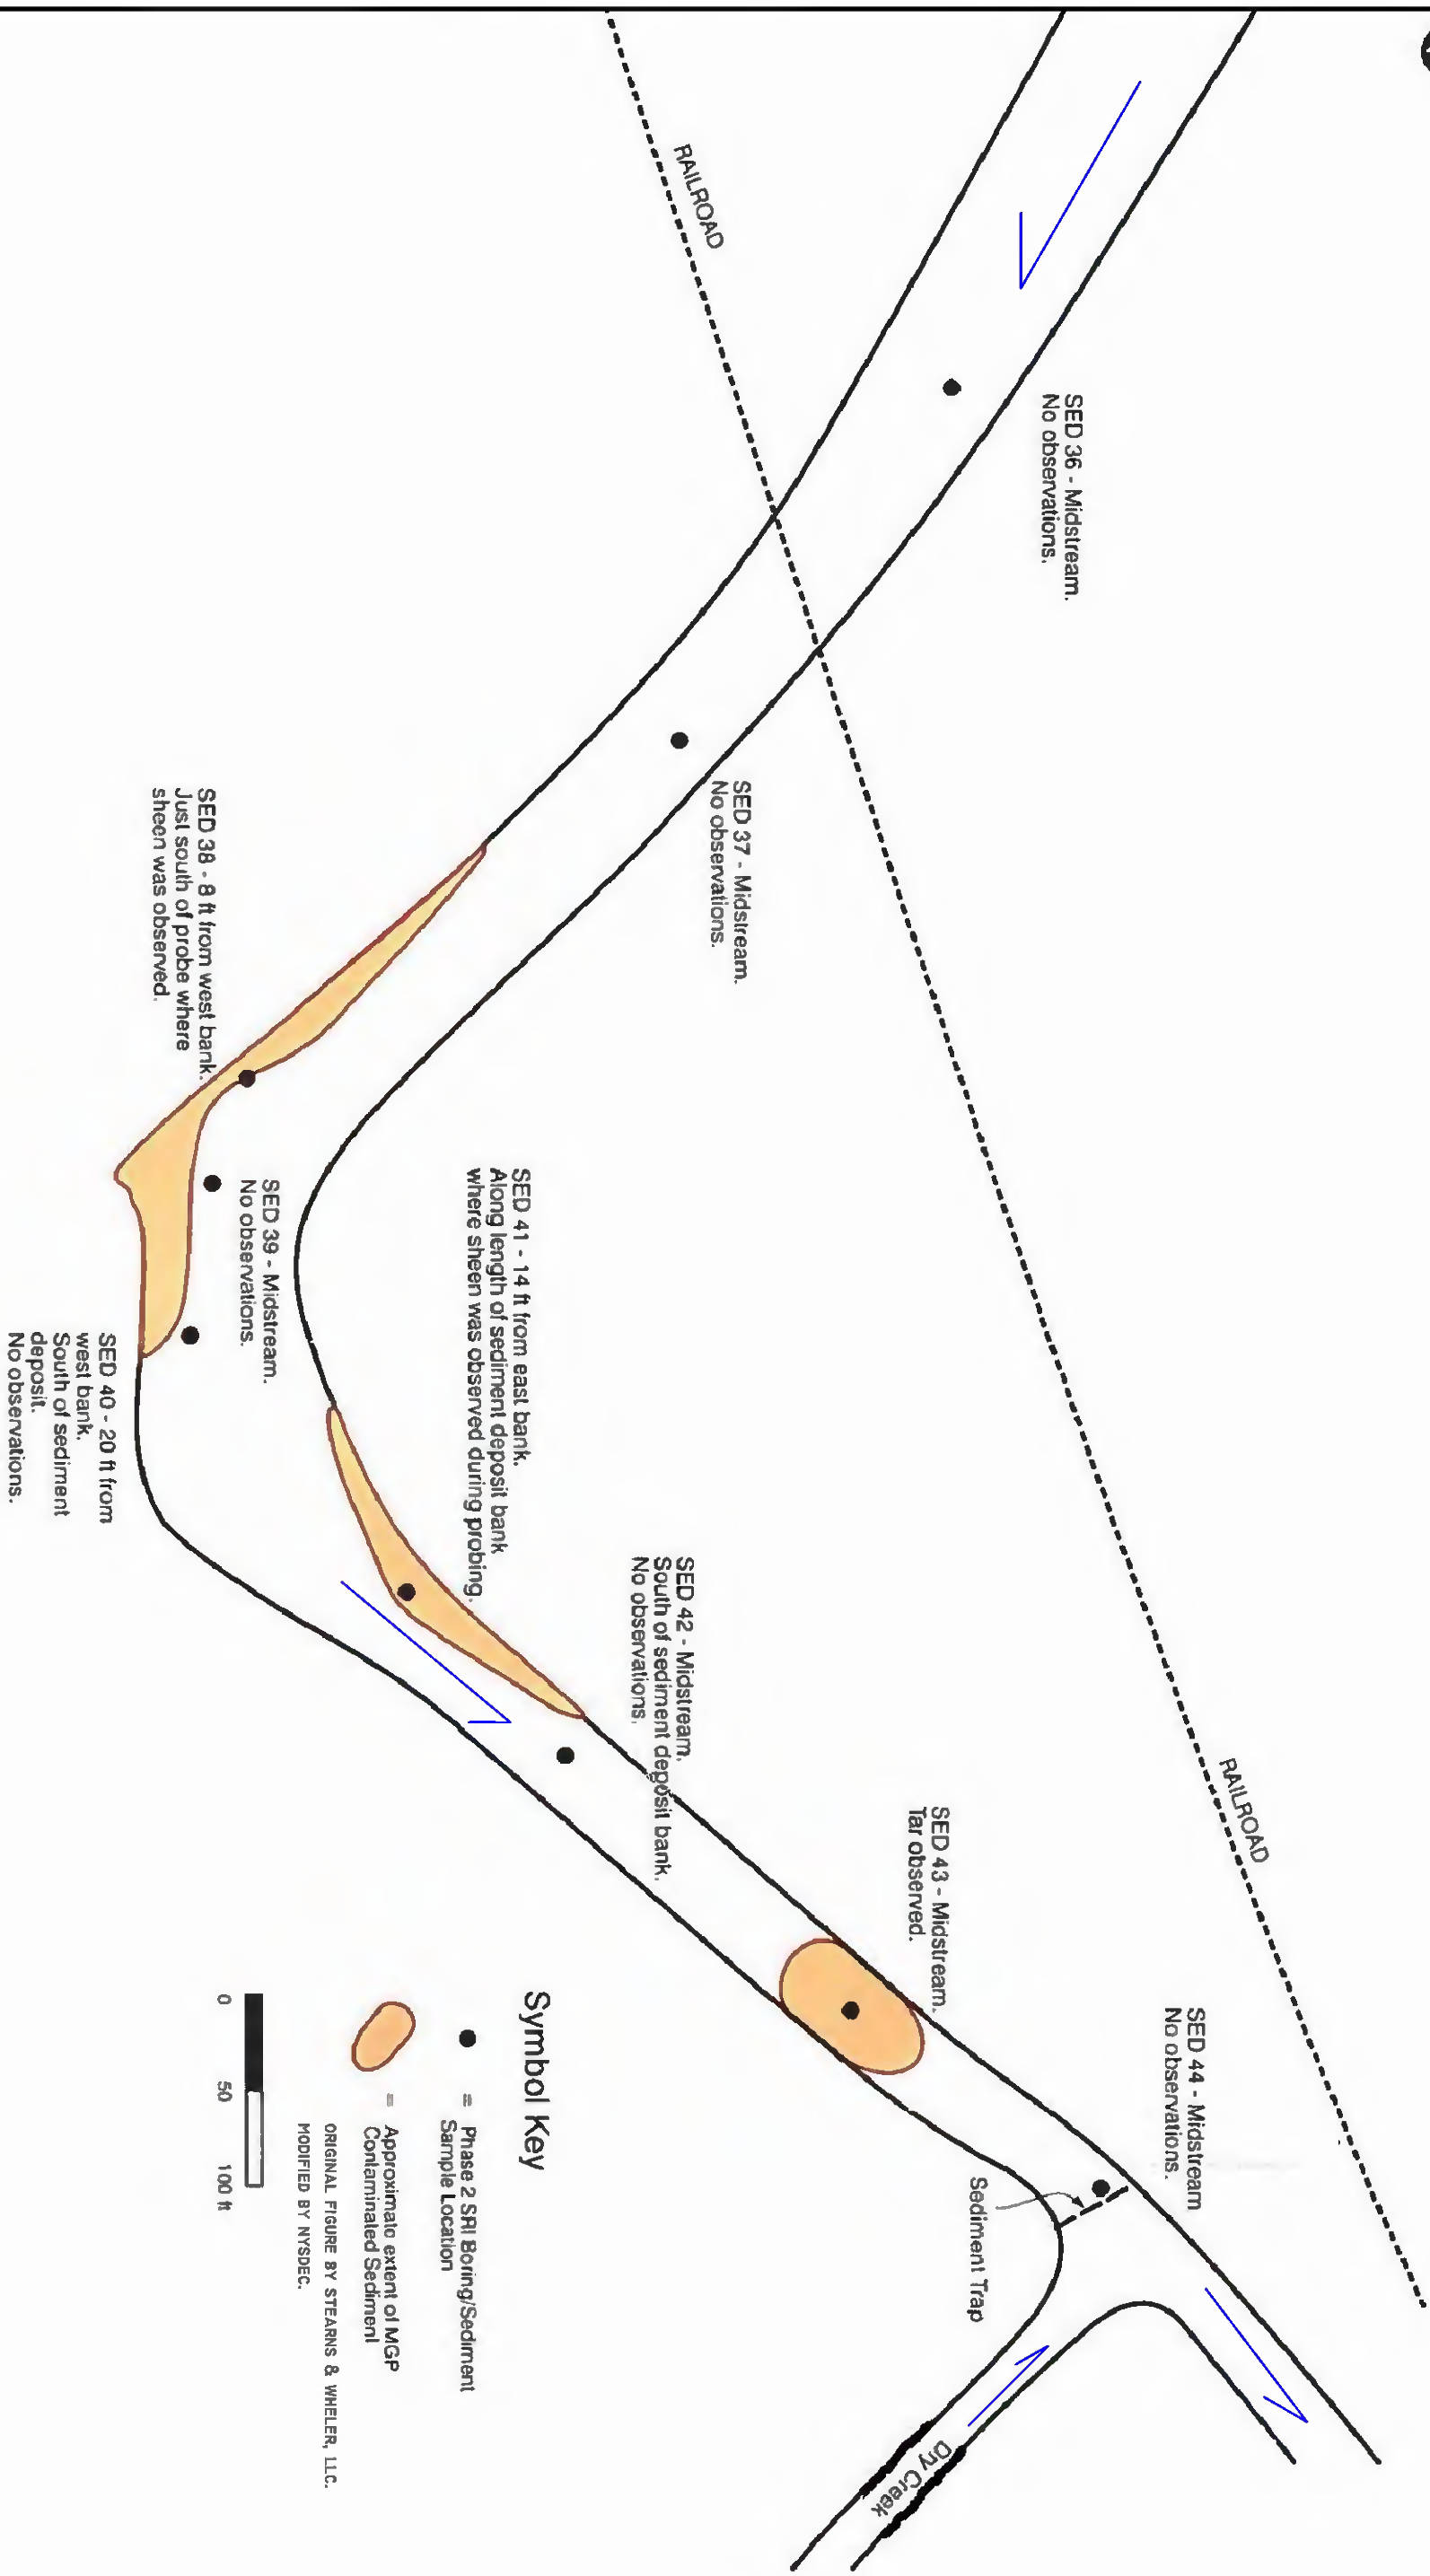 RAILROAD
SED 36 - Midstream.
No observations.
SED 37 - Midstream.
No observations.
SED 38 - 8 ft from west bank.
Just south of probe where
sheen was observed.
SED 39 - Midstream.
No observations.
SED 40 - 20 ft from
west bank.
South of sediment
deposit.
No observations.
SED 41 - 14 ft from east bank.
Along length of sediment deposit bank
where sheen was observed during probing.
SED 42 - Midstream.
South of sediment deposit bank.
No observations.
RAILROAD
SED 43 - Midstream.
Tar observed.
SED 44 - Midstream
No observations.
Sediment Trap
Dry Creek
Symbol Key
= Phase 2 SRI Boring/Sediment
Sample Location
= Approximate extent of MGP
Contaminated Sediment
ORIGINAL FIGURE BY STEARNS & WHELER, LLC.
MODIFIED BY NYSDEC.
0 50 100 ft